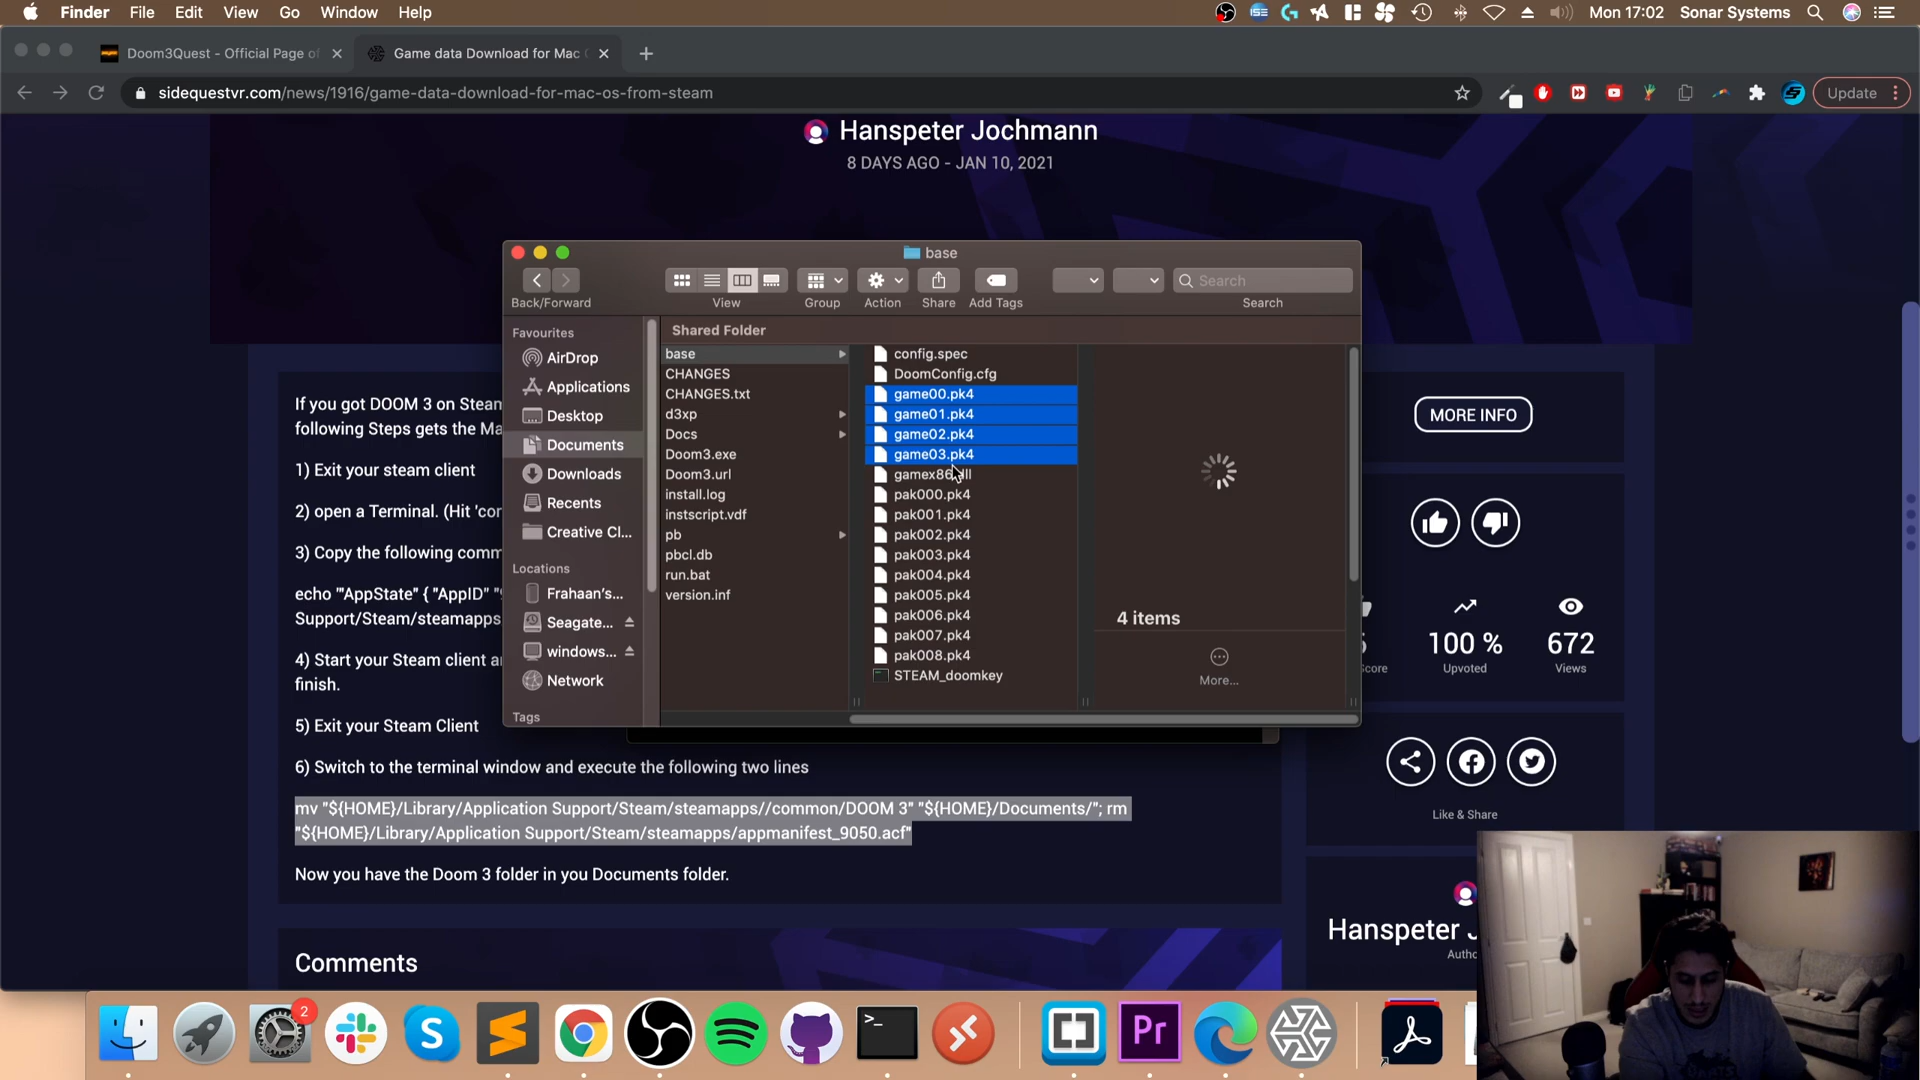 Finder File Edit View Go Window Help
Mon 17:02 Sonar Systems
Doom3Quest - Official Page of
Game data Download for Mac
sidequestvr.com/news/1916/game-data-download-for-mac-os-from-steam
Update
Hanspeter Jochmann
8 DAYS AGO - JAN 10, 2021
base
Back/Forward
View
Group
Action
Share
Add Tags
Search
Search
Favourites
AirDrop
Applications
Desktop
Documents
Downloads
Recents
Creative Cl...
Locations
Frahaan's...
Seagate...
windows...
Network
Tags
Shared Folder
base
CHANGES
CHANGES.txt
d3xp
Docs
Doom3.exe
Doom3.url
install.log
instscript.vdf
pb
pbcl.db
run.bat
version.inf
config.spec
DoomConfig.cfg
game00.pk4
game01.pk4
game02.pk4
game03.pk4
pak000.pk4
pak001.pk4
pak002.pk4
pak003.pk4
pak004.pk4
pak005.pk4
pak006.pk4
pak007.pk4
pak008.pk4
STEAM_doomkey
4 items
More...
If you got DOOM 3 on Steam
following Steps gets the Ma
1) Exit your steam client
2) open a Terminal. (Hit 'cor
3) Copy the following comm
echo '"AppState" { "AppID" "
Support/Steam/steamapps
4) Start your Steam client a
finish.
5) Exit your Steam Client
6) Switch to the terminal window and execute the following two lines
mv "${HOME}/Library/Application Support/Steam/steamapps//common/DOOM 3" "${HOME}/Documents/"; rm
"${HOME}/Library/Application Support/Steam/steamapps/appmanifest_9050.acf"
Now you have the Doom 3 folder in you Documents folder.
Comments
MORE INFO
100 %
672
core
Upvoted
Views
Like & Share
Hanspeter J
Autho
2
S
>_
Pr